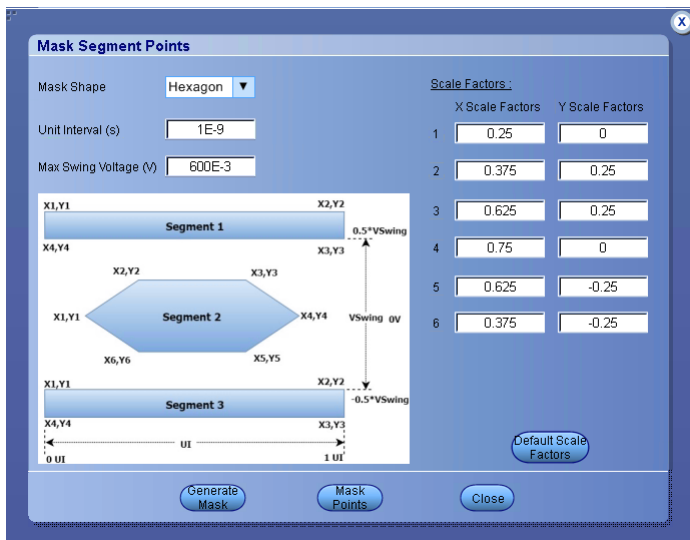 X
Mask Segment Points
Mask Shape Hexagon
Unit Interval (s) 1E-9
Max Swing Voltage (V) 600E-3
Scale Factors :
X Scale Factors Y Scale Factors
1 0.25 0
2 0.375 0.25
3 0.625 0.25
4 0.75 0
5 0.625 -0.25
6 0.375 -0.25
X1,Y1 X2,Y2
Segment 1 0.5*VSwing
X4,Y4 X3,Y3
X2,Y2 X3,Y3
X1,Y1 Segment 2 X4,Y4 VSwing 0V
X6,Y6 X5,Y5
X1,Y1 X2,Y2
Segment 3 -0.5*VSwing
X4,Y4 X3,Y3
UI
0 UI 1 UI
Default Scale
Factors
Generate
Mask
Mask
Points
Close